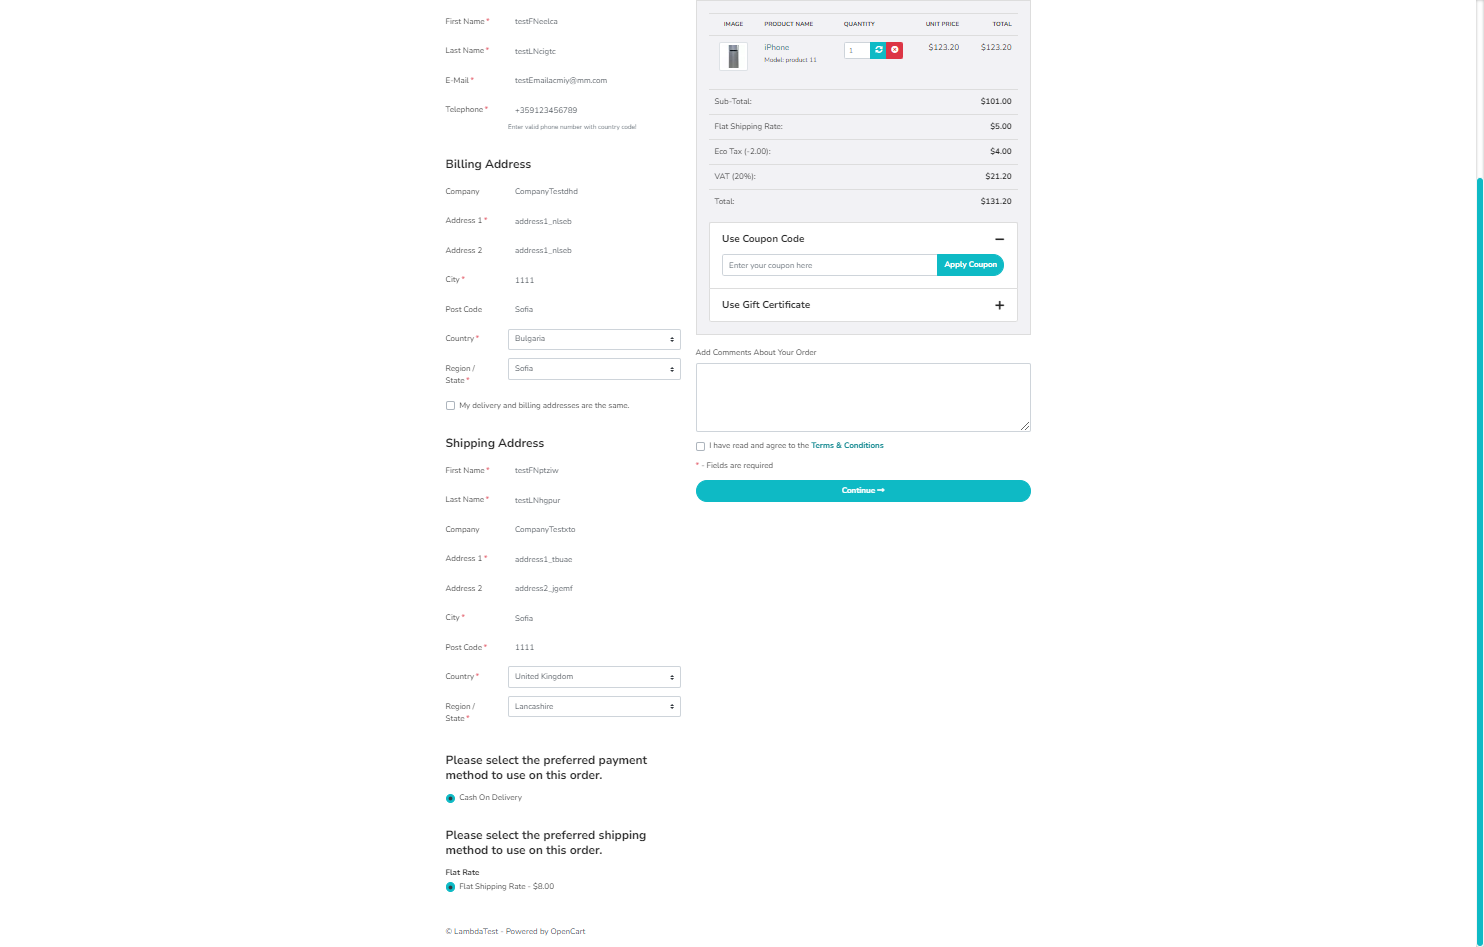 First Name *
testFNeelca
Last Name *
testLNcigtc
E-Mail *
testEmailacmiy@mm.com
Telephone *
+359123456789
Enter valid phone number with country code!
Billing Address
Company
CompanyTestdhd
Address 1 *
address1_nlseb
Address 2
address1_nlseb
City *
1111
Post Code
Sofia
Country *
Bulgaria
Region /
State *
Sofia
My delivery and billing addresses are the same.
Shipping Address
First Name *
testFNptziw
Last Name *
testLNhgpur
Company
CompanyTestxto
Address 1 *
address1_tbuae
Address 2
address2_jgemf
City *
Sofia
Post Code *
1111
Country *
United Kingdom
Region /
State *
Lancashire
Please select the preferred payment
method to use on this order.
Cash On Delivery
Please select the preferred shipping
method to use on this order.
Flat Rate
Flat Shipping Rate - $8.00
© LambdaTest - Powered by OpenCart
IMAGE PRODUCT NAME QUANTITY UNIT PRICE TOTAL
iPhone 1 $123.20 $123.20
Model: product 11
Sub-Total: $101.00
Flat Shipping Rate: $5.00
Eco Tax (-2.00): $4.00
VAT (20%): $21.20
Total: $131.20
Use Coupon Code
Enter your coupon here Apply Coupon
Use Gift Certificate
Add Comments About Your Order
I have read and agree to the Terms & Conditions
* - Fields are required
Continue